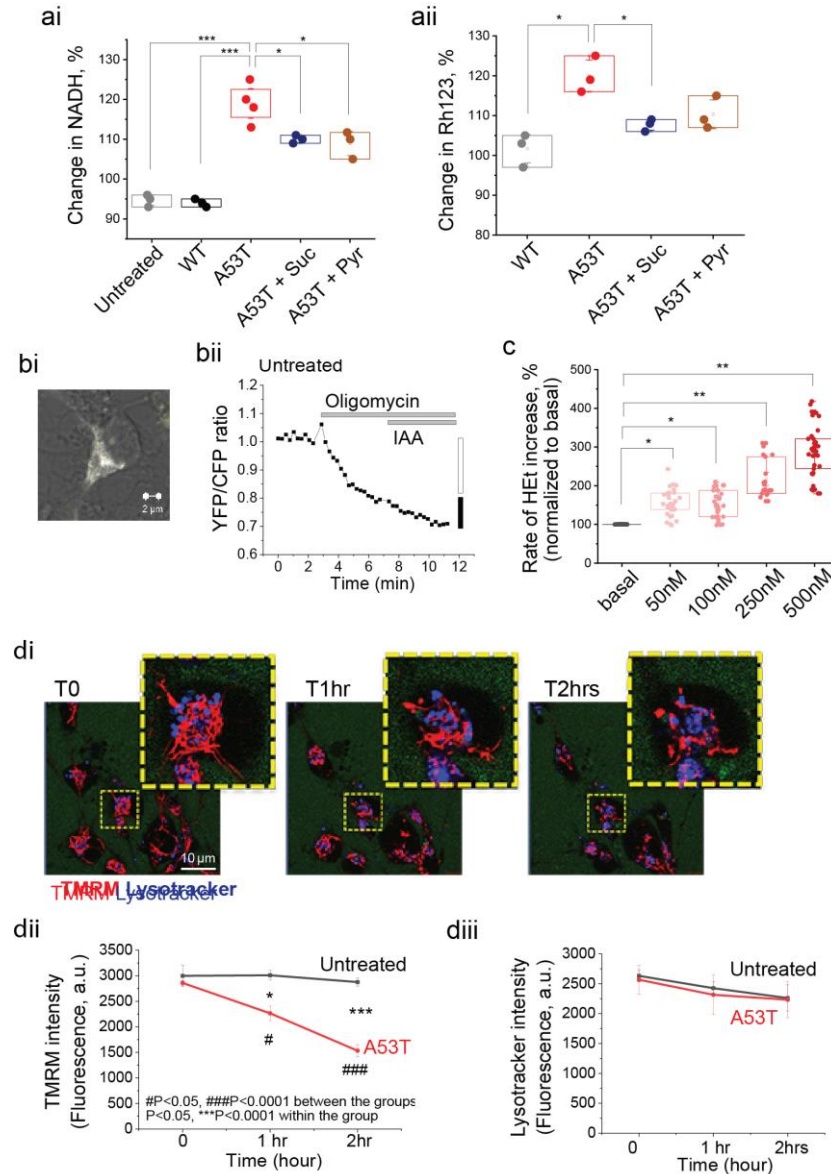 ai
Change in NADH, %
130
120
110
100
90
***
***
*
*
Untreated
WT
A53T
A53T + Suc
A53T + Pyr
aii
Change in Rh123, %
130
120
110
100
90
80
*
*
WT
A53T
A53T + Suc
A53T + Pyr
bi
2 µm
bii
Untreated
YFP/CFP ratio
1.2
1.1
1.0
0.9
0.8
0.7
0.6
Oligomycin
IAA
0 2 4 6 8 10 12
Time (min)
c
Rate of HEt increase, %
(normalized to basal)
500
400
300
200
100
0
**
**
*
*
basal
50nM
100nM
250nM
500nM
di
T0
T1hr
T2hrs
10 µm
TMRM Lysotracker
TMRM Lysotracker
dii
TMRM intensity
(Fluorescence, a.u.)
3500
3000
2500
2000
1500
1000
500
0
Untreated
*
***
#
A53T
###
#P<0.05, ###P<0.0001 between the groups
P<0.05, ***P<0.0001 within the group
0 1 hr 2hr
Time (hour)
diii
Lysotracker intensity
(Fluorescence, a.u.)
3000
2500
2000
1500
1000
500
0
Untreated
A53T
0 1 hr 2hrs
Time (hour)